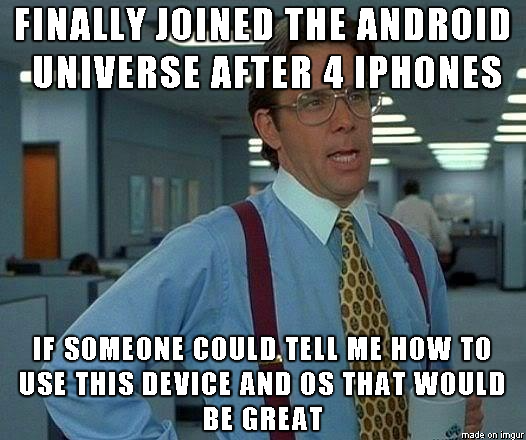 FINALLY JOINED THE ANDROID
UNIVERSE AFTER 4 IPHONES
IF SOMEONE COULD TELL ME HOW TO
USE THIS DEVICE AND OS THAT WOULD
BE GREAT
made on imgur